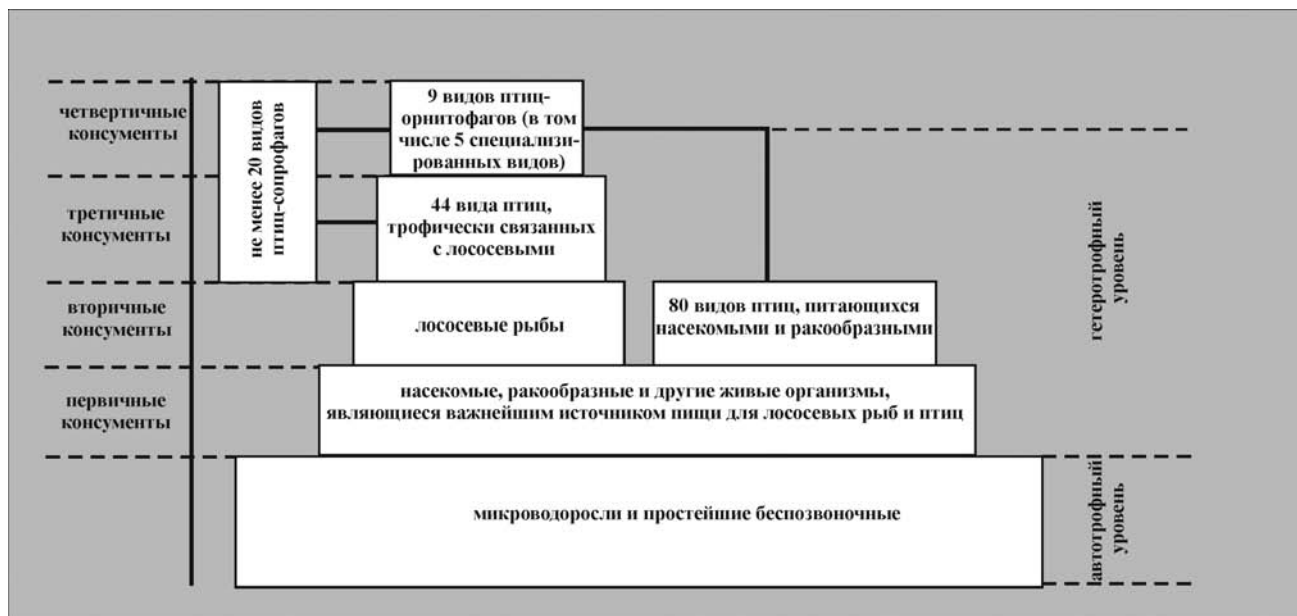 четвертичные
консументы
третичные
консументы
вторичные
консументы
первичные
консументы
не менее 20 видов
птиц-сопрофагов
9 видов птиц-
орнитофагов (в том
числе 5 специализи-
рованных видов)
44 вида птиц,
трофически связанных
с лососевыми
лососевые рыбы
80 видов птиц, питающихся
насекомыми и ракообразными
насекомые, ракообразные и другие живые организмы,
являющиеся важнейшим источником пищи для лососевых рыб и птиц
микроводоросли и простейшие беспозвоночные
гетеротрофный
уровень
автотрофный
уровень